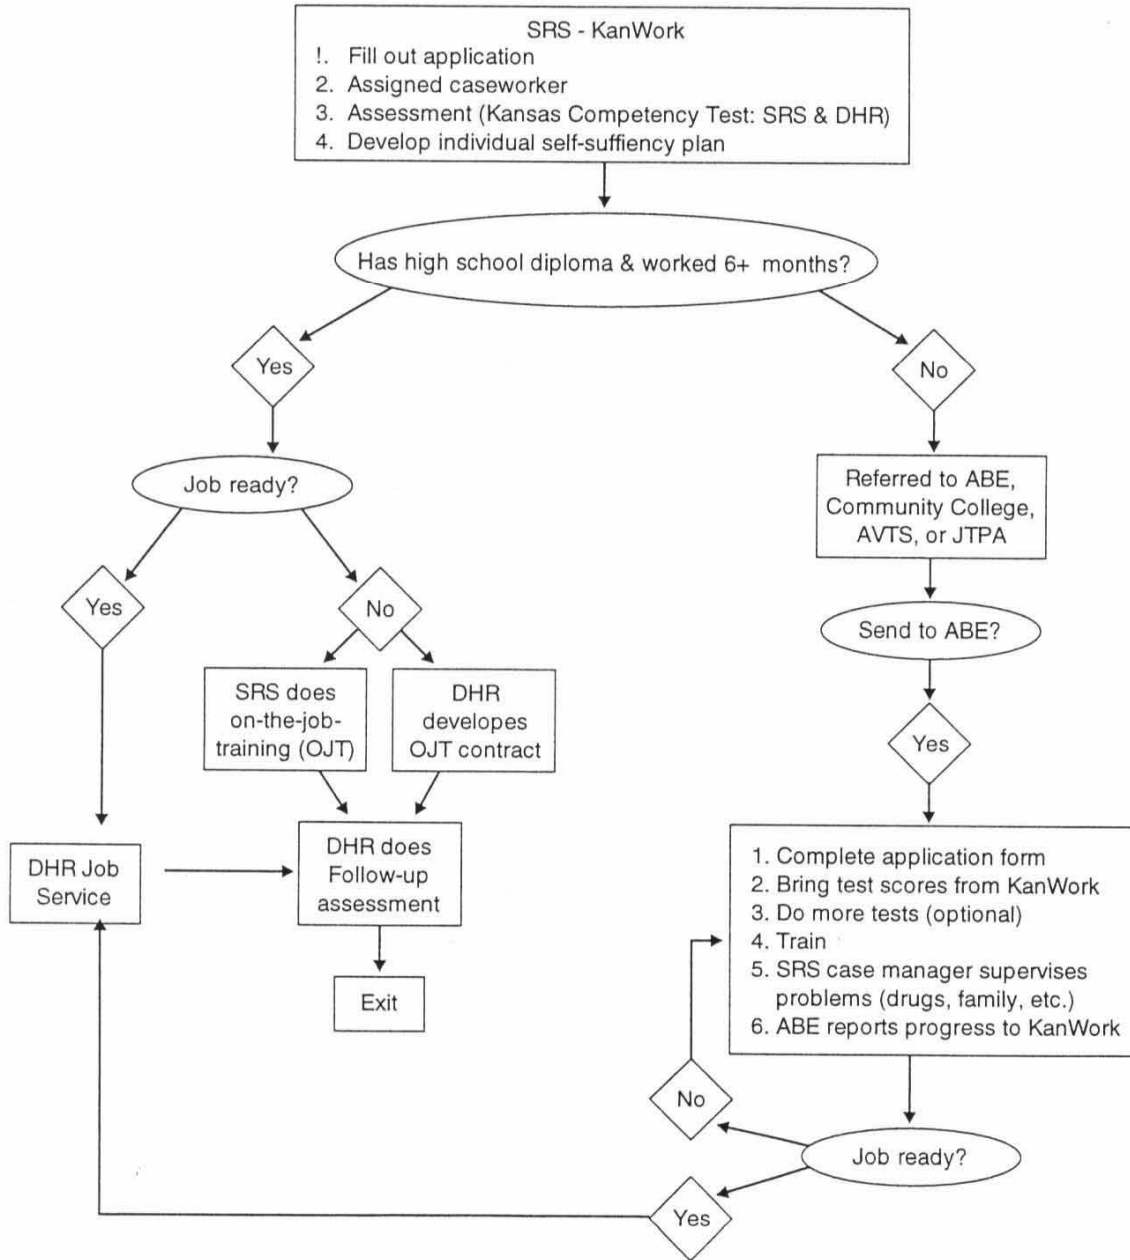 SRS - KanWork
!. Fill out application
2. Assigned caseworker
3. Assessment (Kansas Competency Test: SRS & DHR)
4. Develop individual self-suffiency plan
Has high school diploma & worked 6+ months?
Yes
No
Job ready?
Referred to ABE,
Community College,
AVTS, or JTPA
Yes
No
Send to ABE?
SRS does
on-the-job-
training (OJT)
DHR
developes
OJT contract
Yes
DHR Job
Service
DHR does
Follow-up
assessment
1. Complete application form
2. Bring test scores from KanWork
3. Do more tests (optional)
4. Train
5. SRS case manager supervises
problems (drugs, family, etc.)
6. ABE reports progress to KanWork
Exit
No
Job ready?
Yes